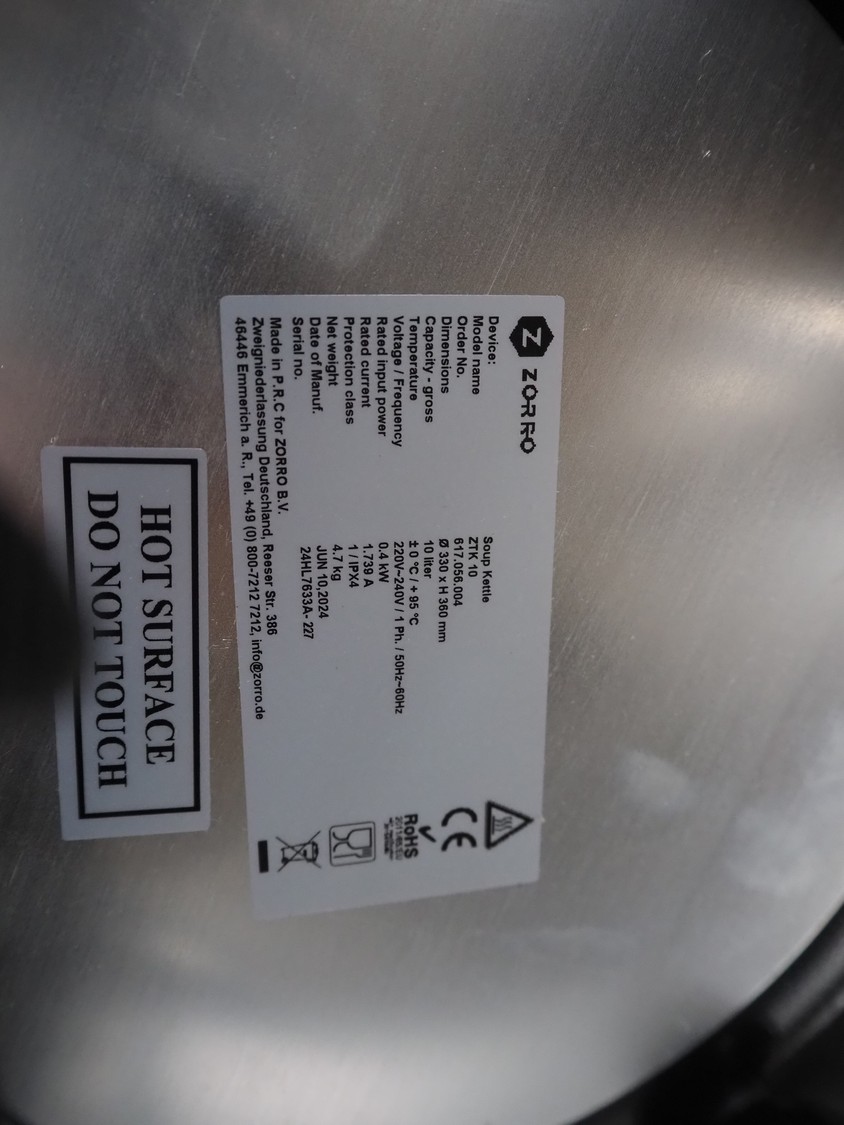 ZORRO
Device: Soup Kettle
Model name ZTK 10
Order No. 617.056.004
Dimensions Ø 330 x H 360 mm
Capacity - gross 10 liter
Temperature ± 0 °C / + 95 °C
Voltage / Frequency 220V~240V / 1 Ph. / 50Hz~60Hz
Rated input power 0.4 kW
Rated current 1.739 A
Protection class 1 / IPX4
Net weight 4.7 kg
Date of Manuf. JUN 10,2024
Serial no. 24HL7633A- 227
Made in P.R.C for ZORRO B.V.
Zweigniederlassung Deutschland, Reeser Str. 386
46446 Emmerich a. R., Tel. +49 (0) 800-7212 7212, info@zorro.de
CE
RoHS
HOT SURFACE
DO NOT TOUCH